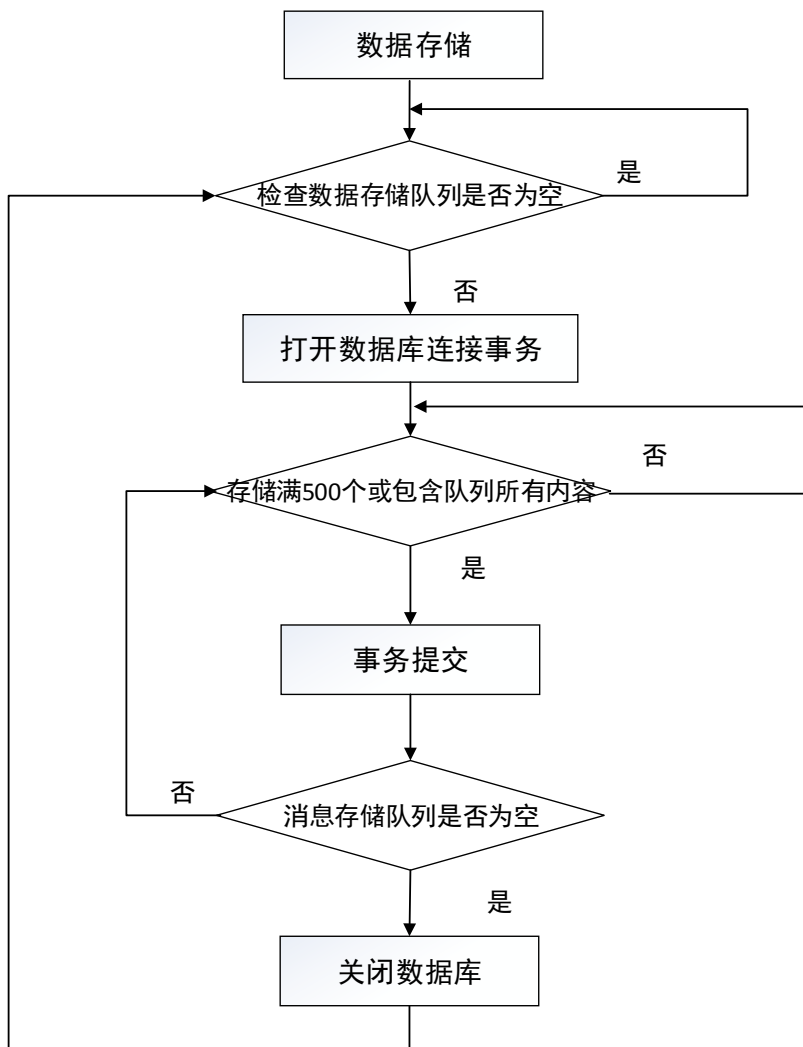 数据存储
是
检查数据存储队列是否为空
否
打开数据库连接事务
否
存储满500个或包含队列所有内容
是
事务提交
否
消息存储队列是否为空
是
关闭数据库